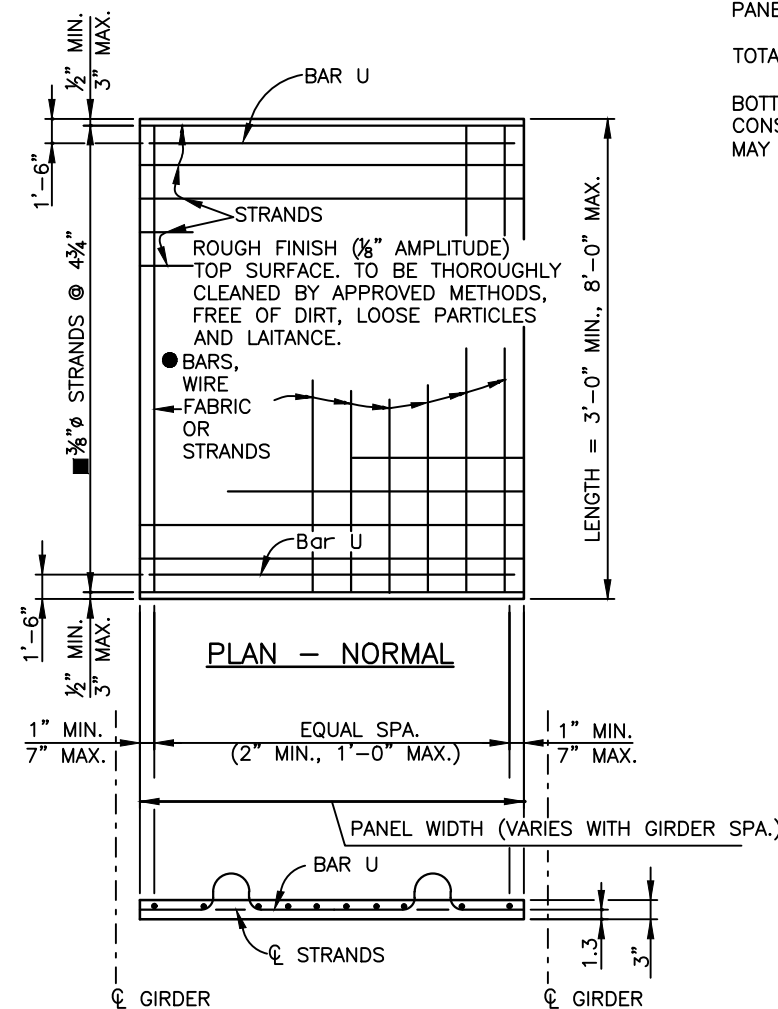 ½" MIN.
3" MAX.
BAR U
1'-6"
STRANDS
ROUGH FINISH (⅛" AMPLITUDE)
TOP SURFACE. TO BE THOROUGHLY
CLEANED BY APPROVED METHODS,
FREE OF DIRT, LOOSE PARTICLES
AND LAITANCE.
● BARS,
WIRE
FABRIC
OR
STRANDS
■ ⅜"ø STRANDS @ 4¾"
LENGTH = 3'-0" MIN., 8'-0" MAX.
Bar U
1'-6"
½" MIN.
3" MAX.
PLAN – NORMAL
1" MIN.
7" MAX.
EQUAL SPA.
(2" MIN., 1'-0" MAX.)
1" MIN.
7" MAX.
PANEL WIDTH (VARIES WITH GIRDER SPA.)
BAR U
℄ STRANDS
1.3
3"
℄ GIRDER
℄ GIRDER
PANE
TOTA
BOTT
CONS
MAY